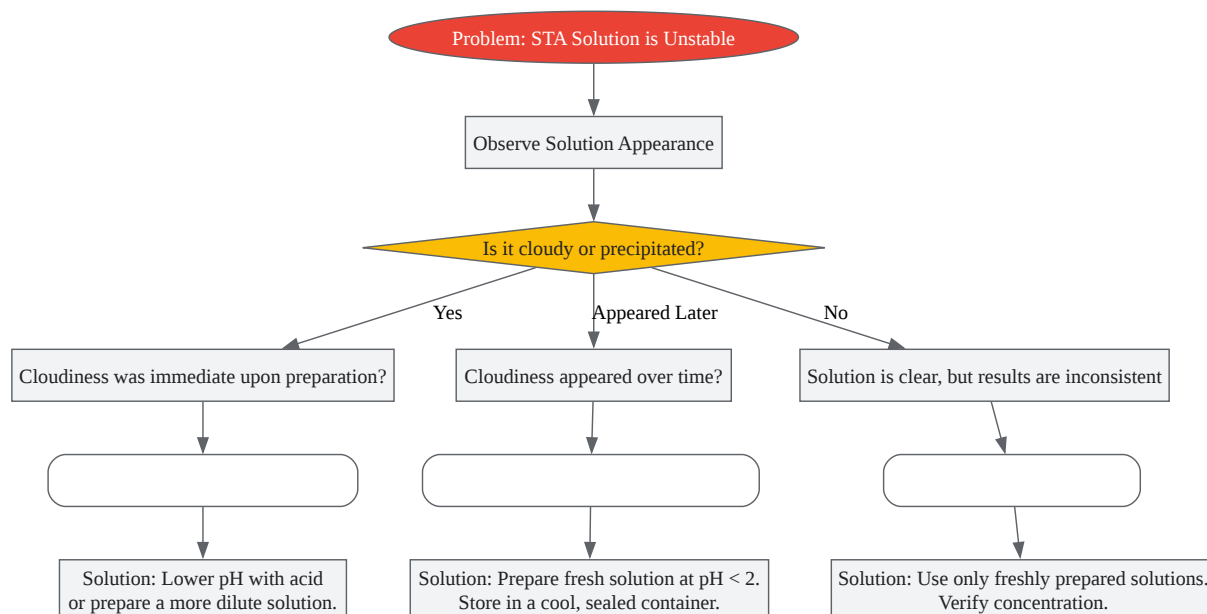 Problem: STA Solution is Unstable
Observe Solution Appearance
Is it cloudy or precipitated?
Yes
Appeared Later
No
Cloudiness was immediate upon preparation?
Cloudiness appeared over time?
Solution is clear, but results are inconsistent
Solution: Lower pH with acid
or prepare a more dilute solution.
Solution: Prepare fresh solution at pH < 2.
Store in a cool, sealed container.
Solution: Use only freshly prepared solutions.
Verify concentration.